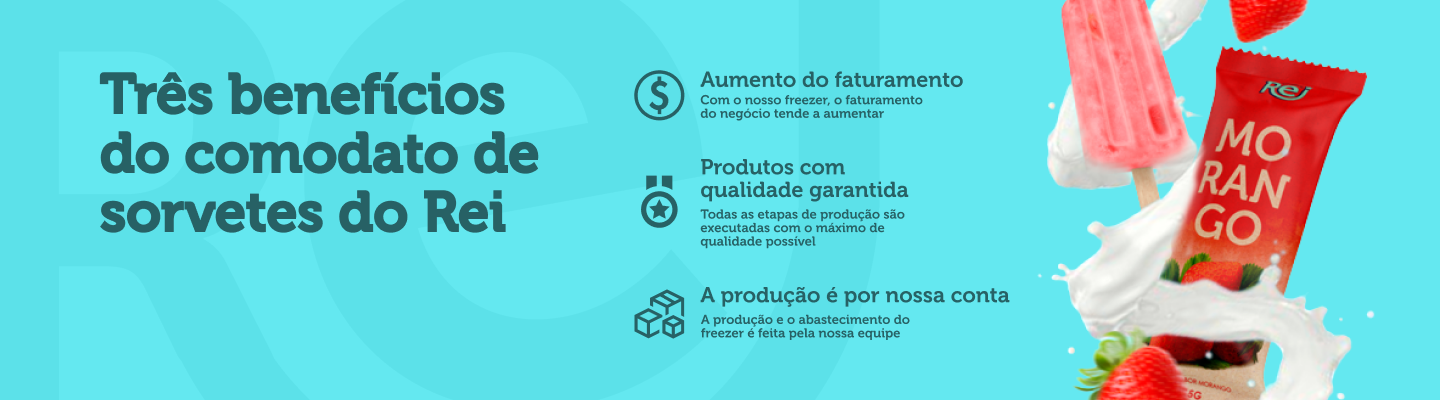 Três benefícios
do comodato de
sorvetes do Rei
Aumento do faturamento
Com o nosso freezer, o faturamento
do negócio tende a aumentar
Produtos com
qualidade garantida
Todas as etapas de produção são
executadas com o máximo de
qualidade possível
A produção é por nossa conta
A produção e o abastecimento do
freezer é feita pela nossa equipe
Rei
MO
RAN
GO
MORANGO
5G